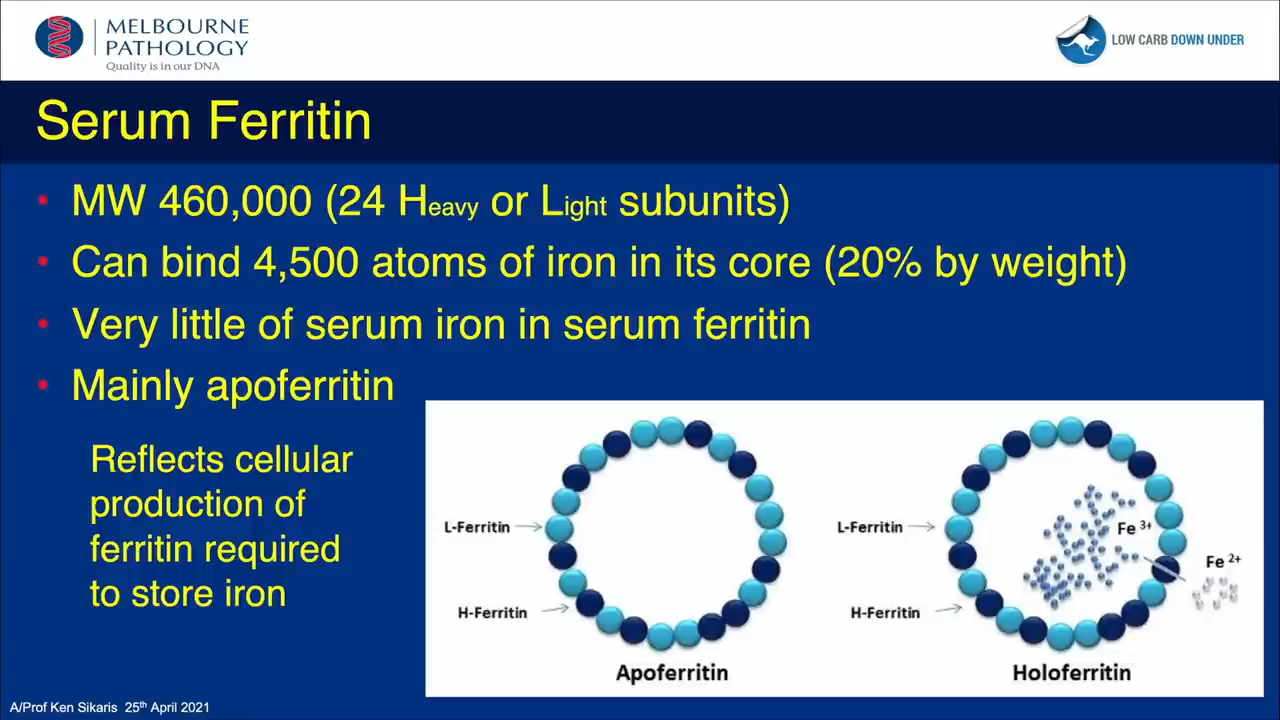 MELBOURNE
PATHOLOGY
Quality is in our DNA
LOW CARB DOWN UNDER
Serum Ferritin
• MW 460,000 (24 Heavy or Light subunits)
• Can bind 4,500 atoms of iron in its core (20% by weight)
• Very little of serum iron in serum ferritin
• Mainly apoferritin
Reflects cellular
production of
ferritin required
to store iron
L-Ferritin
H-Ferritin
Apoferritin
L-Ferritin
H-Ferritin
Fe 3+
Fe 2+
Holoferritin
A/Prof Ken Sikaris 25th April 2021